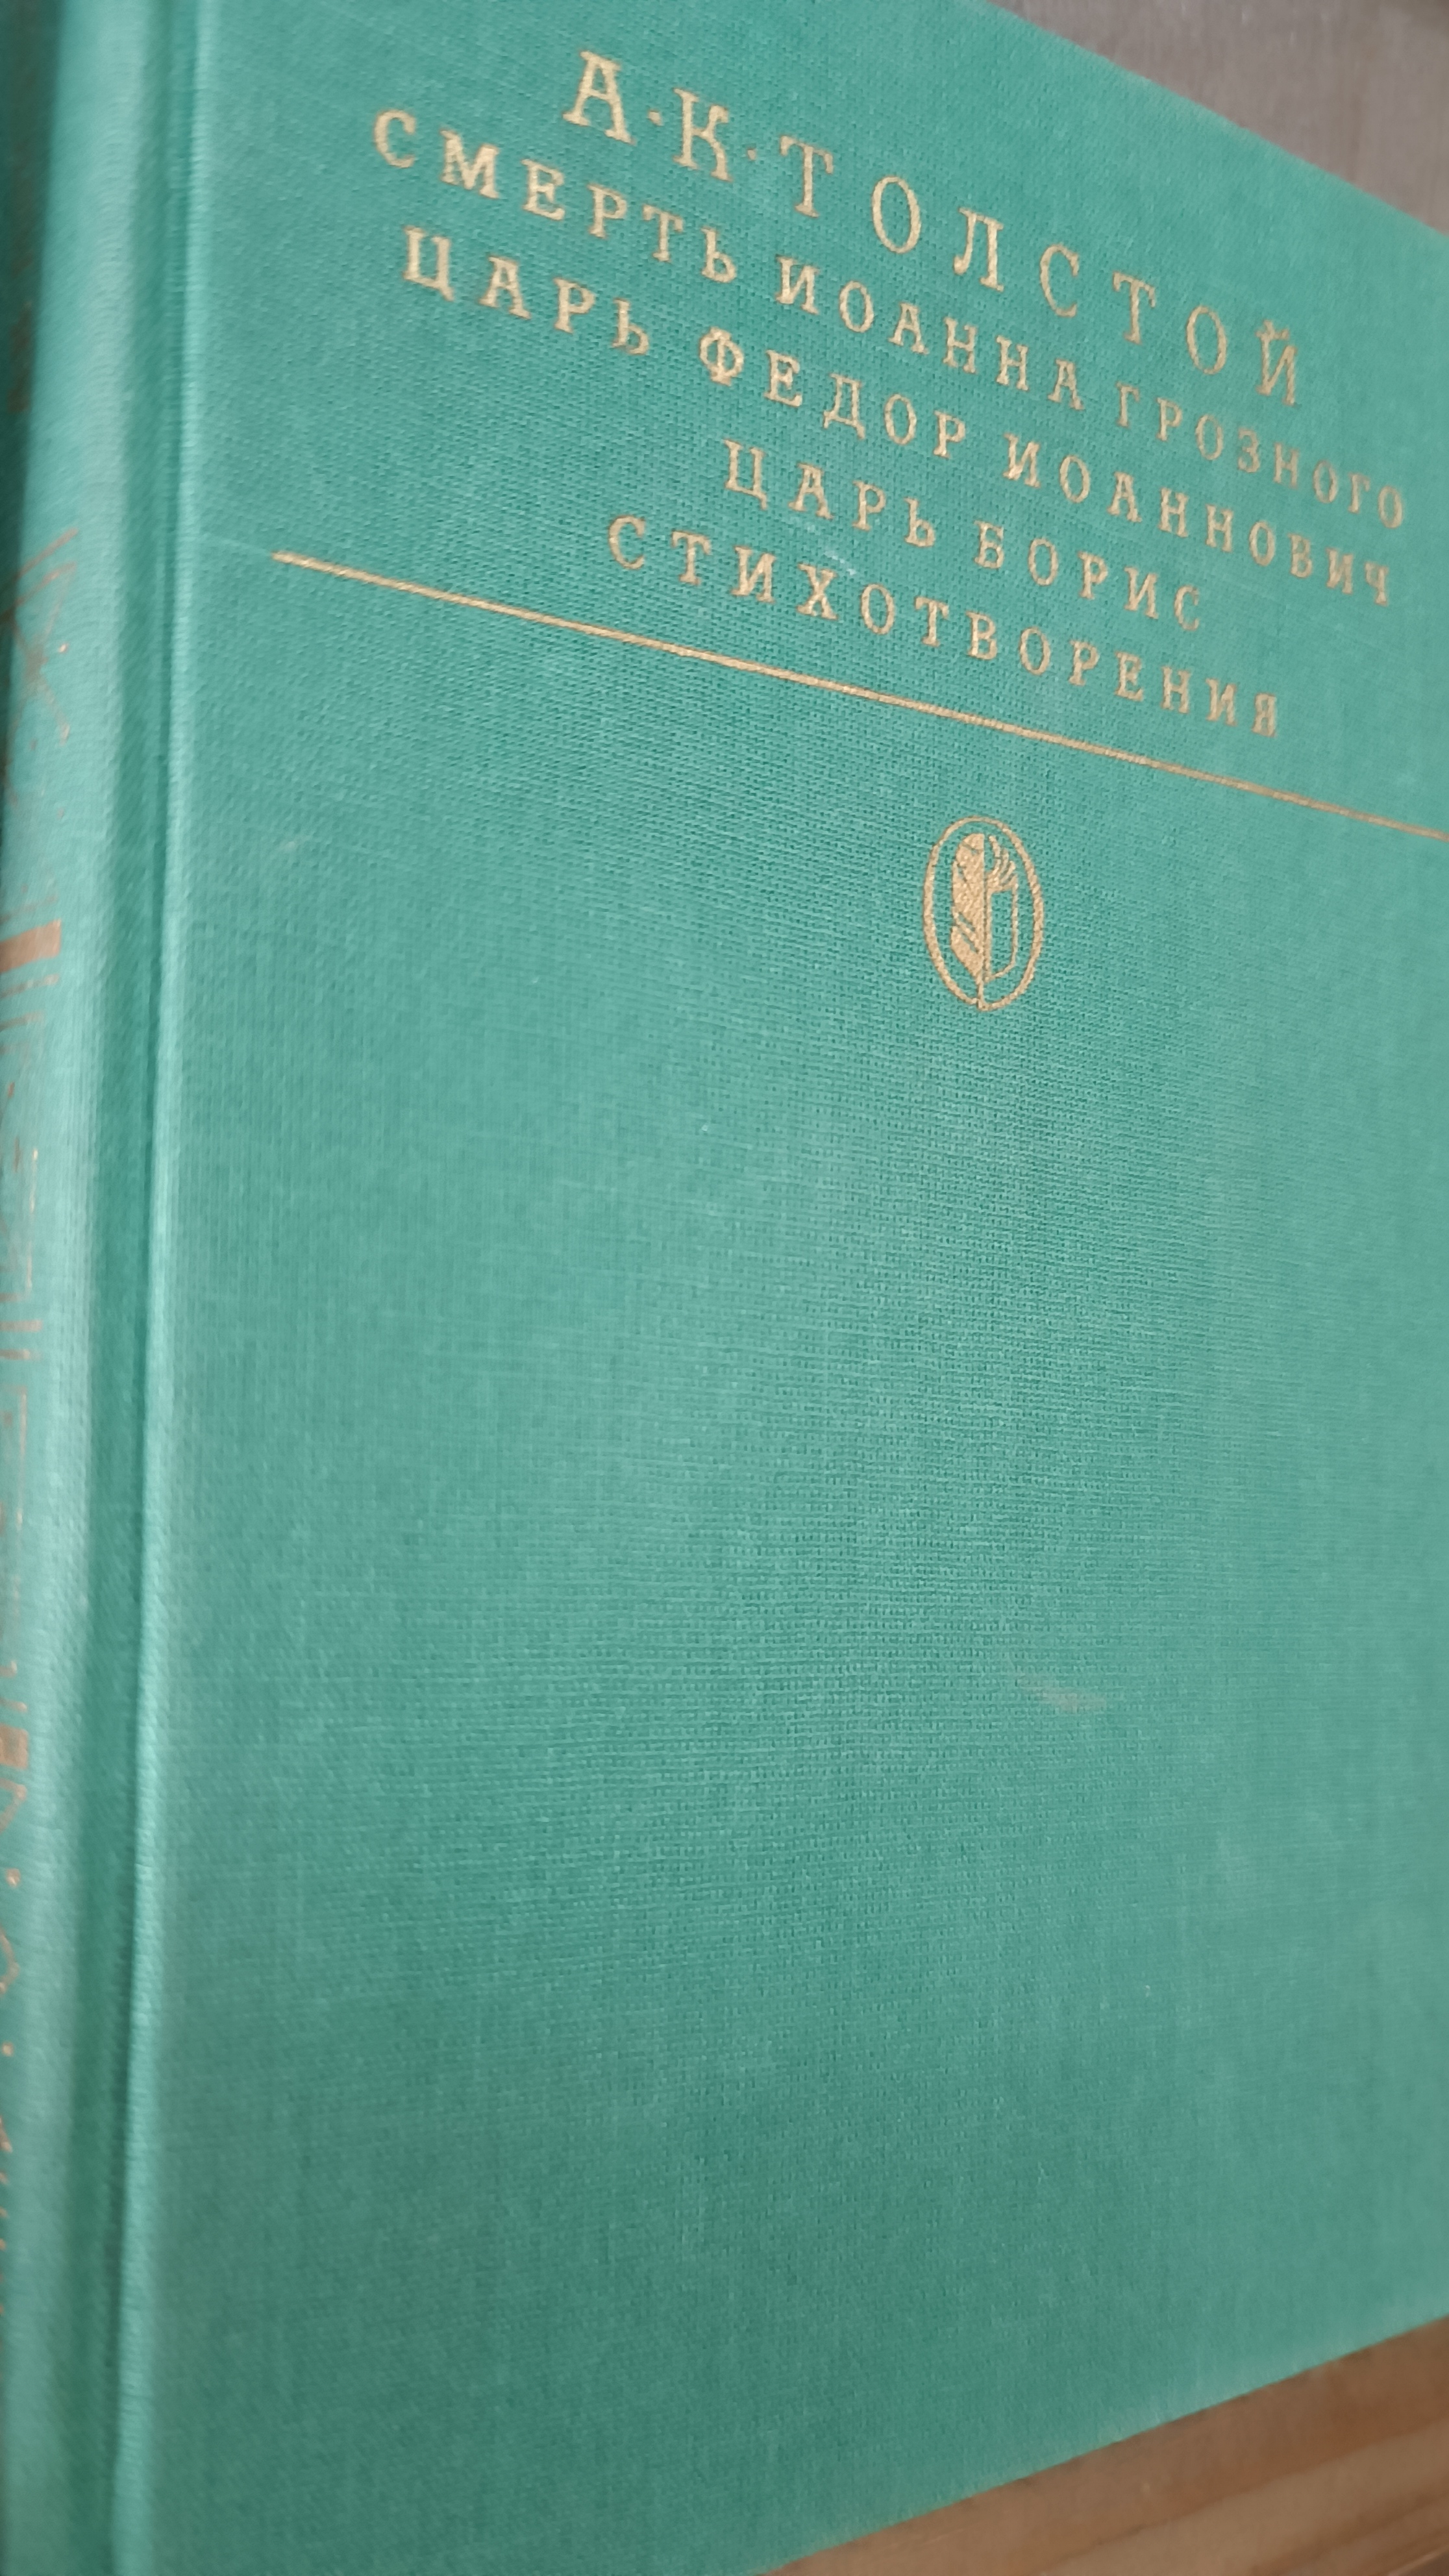 А·К·ТОЛСТОЙ
СМЕРТЬ ИОАННА ГРОЗНОГО
ЦАРЬ ФЕДОР ИОАННОВИЧ
ЦАРЬ БОРИС
СТИХОТВОРЕНИЯ